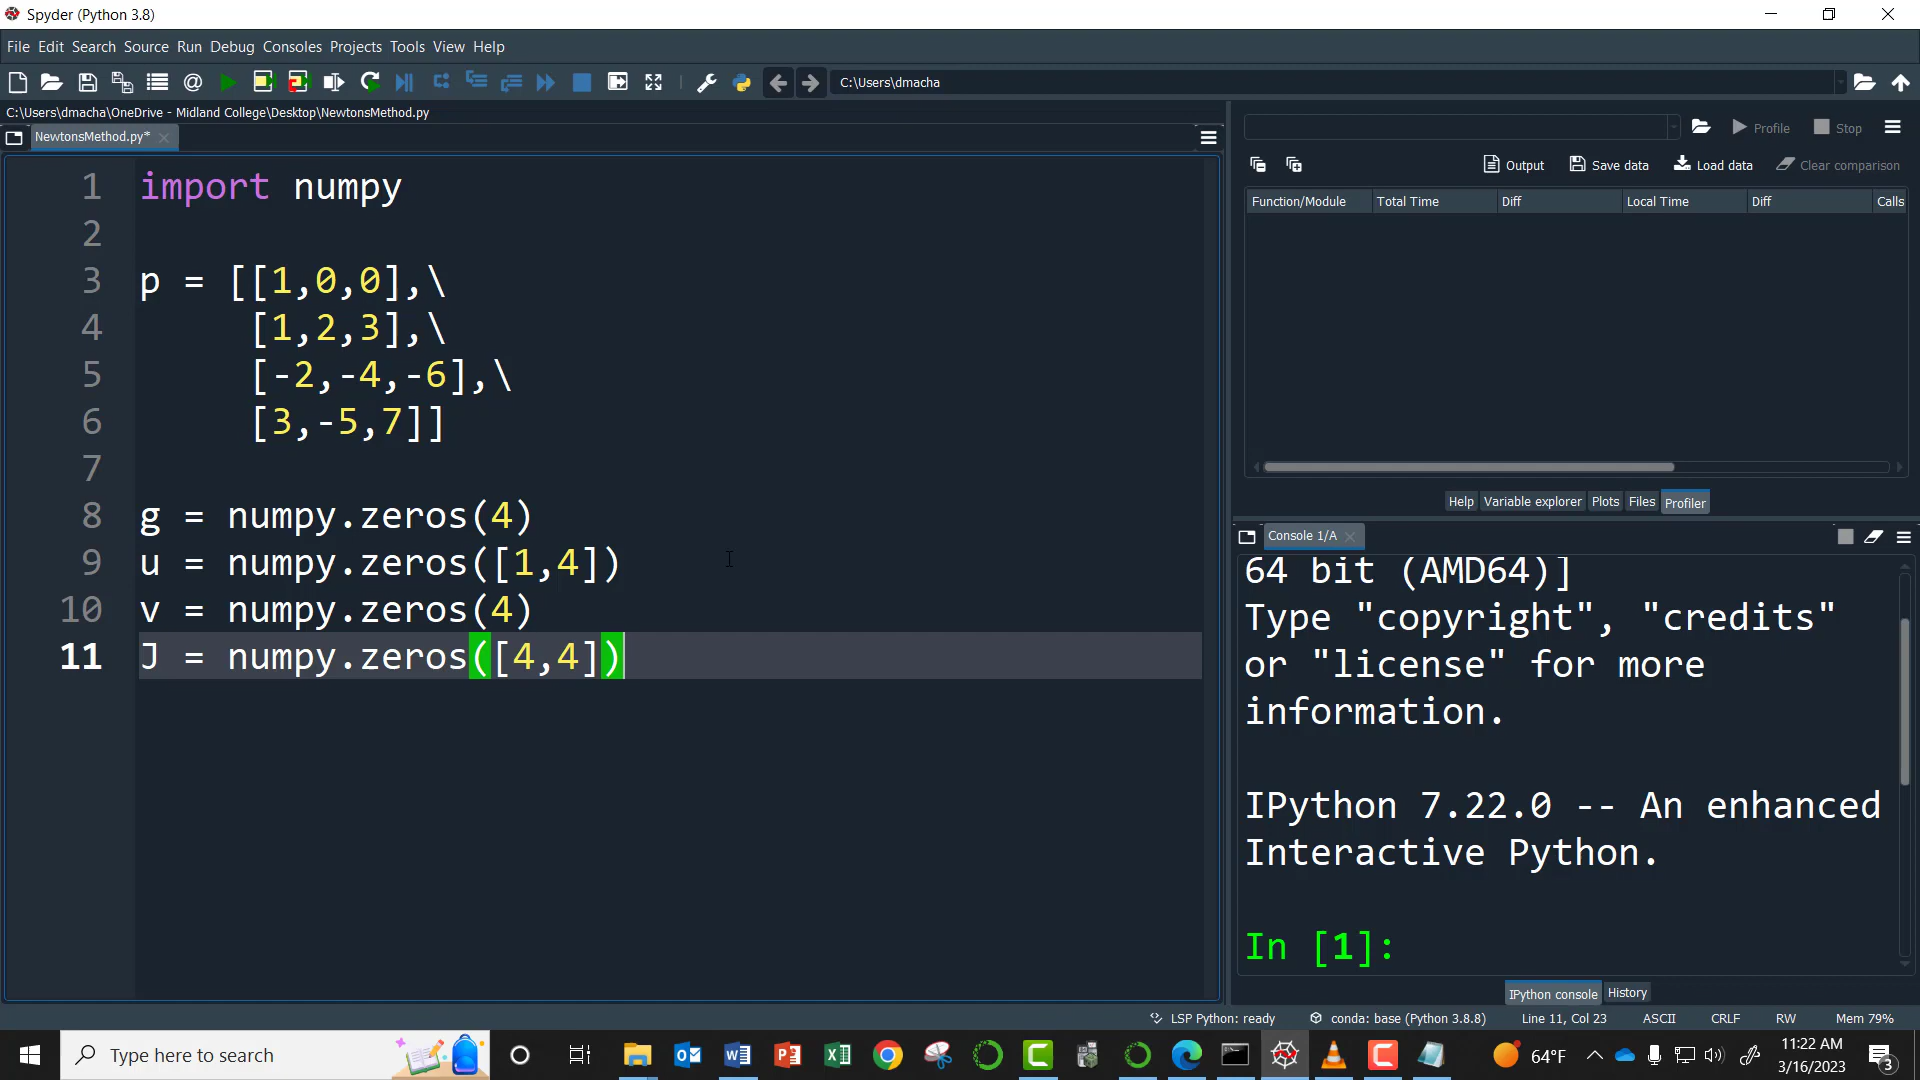 Spyder (Python 3.8)
File Edit Search Source Run Debug Consoles Projects Tools View Help
C:\Users\dmacha
C:\Users\dmacha\OneDrive - Midland College\Desktop\NewtonsMethod.py
NewtonsMethod.py*
1 import numpy
2
3 p = [[1,0,0],\
4 [1,2,3],\
5 [-2,-4,-6],\
6 [3,-5,7]]
7
8 g = numpy.zeros(4)
9 u = numpy.zeros([1,4])
10 v = numpy.zeros(4)
11 J = numpy.zeros([4,4])
Profile Stop
Output Save data Load data Clear comparison
Function/Module Total Time Diff Local Time Diff Calls
Help Variable explorer Plots Files Profiler
Console 1/A
64 bit (AMD64)]
Type "copyright", "credits"
or "license" for more
information.
IPython 7.22.0 -- An enhanced
Interactive Python.
In [1]:
IPython console History
LSP Python: ready conda: base (Python 3.8.8) Line 11, Col 23 ASCII CRLF RW Mem 79%
Type here to search
64°F
11:22 AM
3/16/2023
3